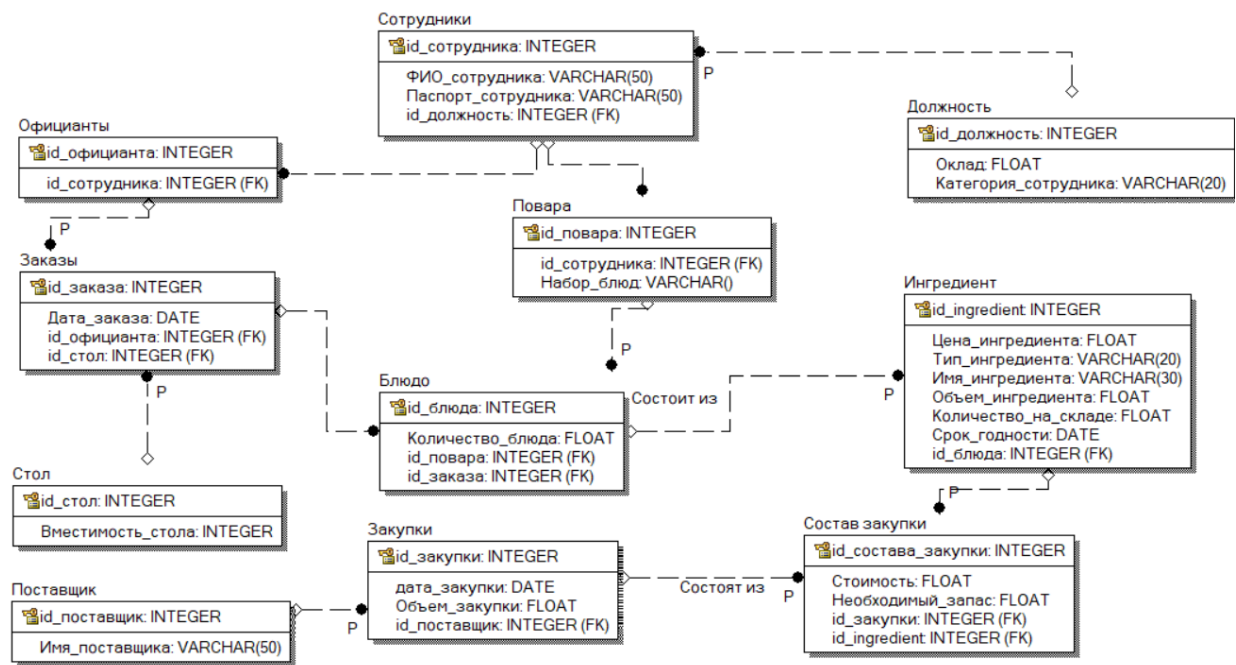 Сотрудники
id_сотрудника: INTEGER
ФИО_сотрудника: VARCHAR(50)
Паспорт_сотрудника: VARCHAR(50)
id_должность: INTEGER (FK)
P
Должность
id_должность: INTEGER
Оклад: FLOAT
Категория_сотрудника: VARCHAR(20)
Официанты
id_официанта: INTEGER
id_сотрудника: INTEGER (FK)
P
Повара
id_повара: INTEGER
id_сотрудника: INTEGER (FK)
Набор_блюд: VARCHAR()
P
Заказы
id_заказа: INTEGER
Дата_заказа: DATE
id_официанта: INTEGER (FK)
id_стол: INTEGER (FK)
P
Ингредиент
id_ingredient: INTEGER
Цена_ингредиента: FLOAT
Тип_ингредиента: VARCHAR(20)
Имя_ингредиента: VARCHAR(30)
Объем_ингредиента: FLOAT
Количество_на_складе: FLOAT
Срок_годности: DATE
id_блюда: INTEGER (FK)
P
Блюдо
id_блюда: INTEGER
Количество_блюда: FLOAT
id_повара: INTEGER (FK)
id_заказа: INTEGER (FK)
Состоит из
P
Стол
id_стол: INTEGER
Вместимость_стола: INTEGER
Закупки
id_закупки: INTEGER
дата_закупки: DATE
Объем_закупки: FLOAT
id_поставщик: INTEGER (FK)
Состоят из
P
Состав закупки
id_состава_закупки: INTEGER
Стоимость: FLOAT
Необходимый_запас: FLOAT
id_закупки: INTEGER (FK)
id_ingredient: INTEGER (FK)
Поставщик
id_поставщик: INTEGER
Имя_поставщика: VARCHAR(50)
P